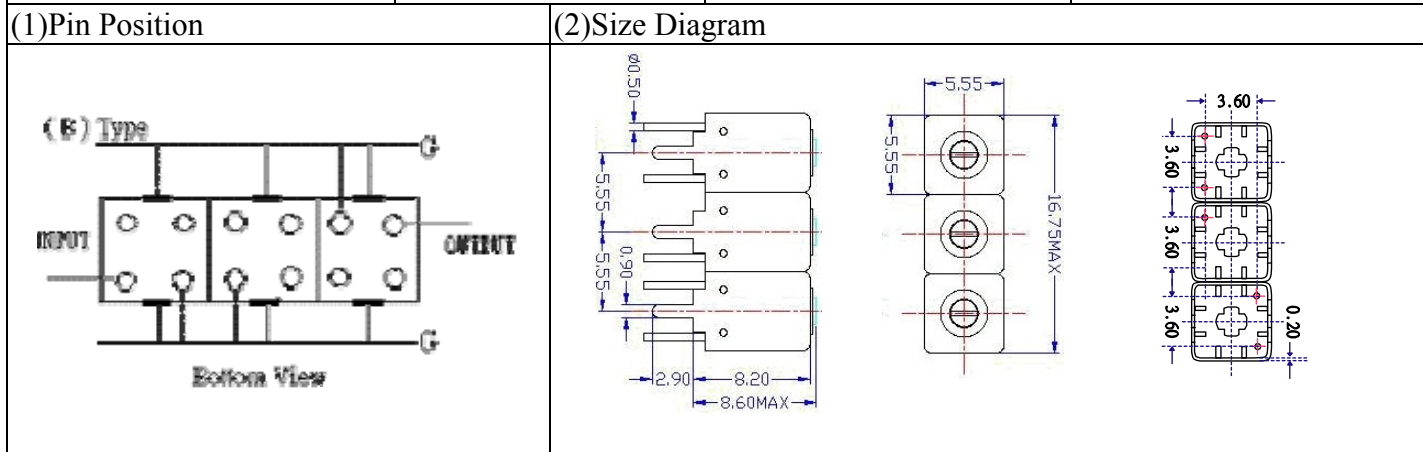 (1)Pin Position
(2)Size Diagram
(B) Type
G
INPUT
OUTPUT
G
Bottom View
ø0.50
5.55
5.55
0.90
2.90
8.20
8.60MAX
5.55
5.55
16.75MAX
3.60
3.60
3.60
3.60
0.20